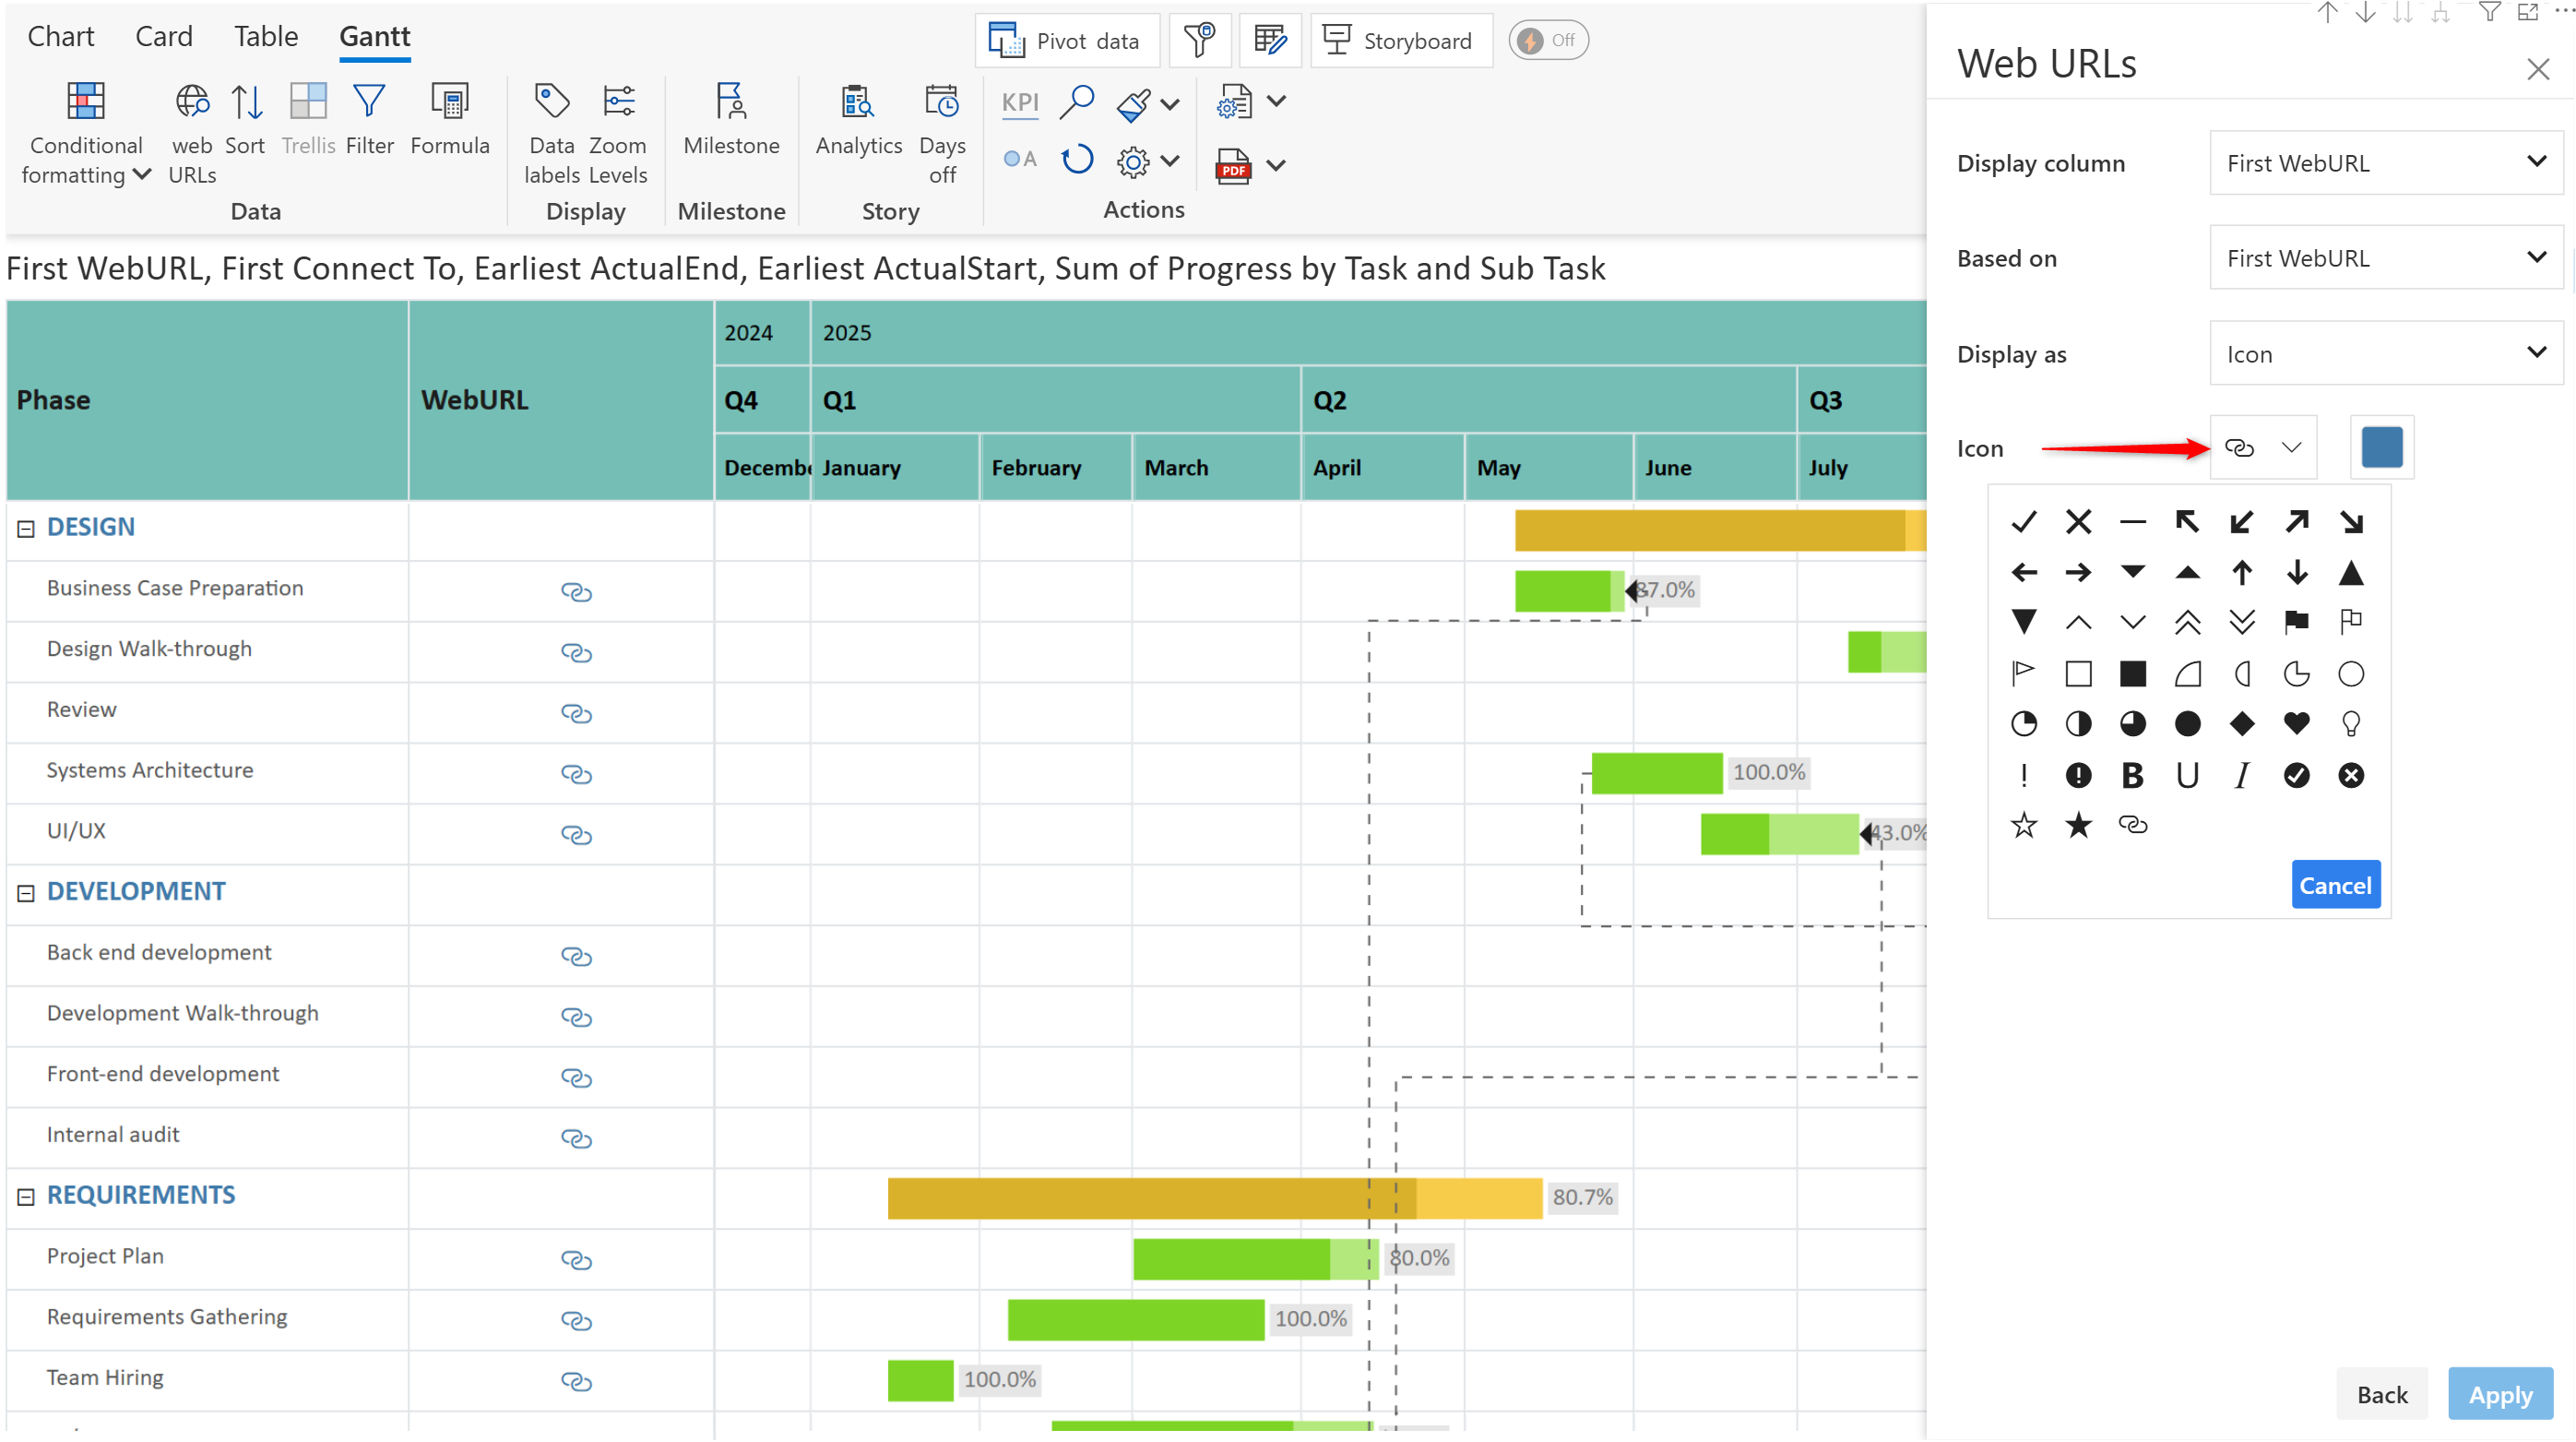 Chart Card Table Gantt
Pivot data Storyboard Off
Conditional formatting
web URLs
Sort
Trellis
Filter
Formula
Data
Data labels
Zoom Levels
Display
Milestone
Milestone
Analytics
Days off
Story
KPI
A
PDF
Actions
First WebURL, First Connect To, Earliest ActualEnd, Earliest ActualStart, Sum of Progress by Task and Sub Task
Phase WebURL
2024 2025
Q4 Q1 Q2 Q3
Decembe January February March April May June July
DESIGN
Business Case Preparation 87.0%
Design Walk-through
Review
Systems Architecture 100.0%
UI/UX 43.0%
DEVELOPMENT
Back end development
Development Walk-through
Front-end development
Internal audit
REQUIREMENTS 80.7%
Project Plan 80.0%
Requirements Gathering 100.0%
Team Hiring 100.0%
Web URLs
Display column First WebURL
Based on First WebURL
Display as Icon
Icon
! B U I
Cancel
Back Apply